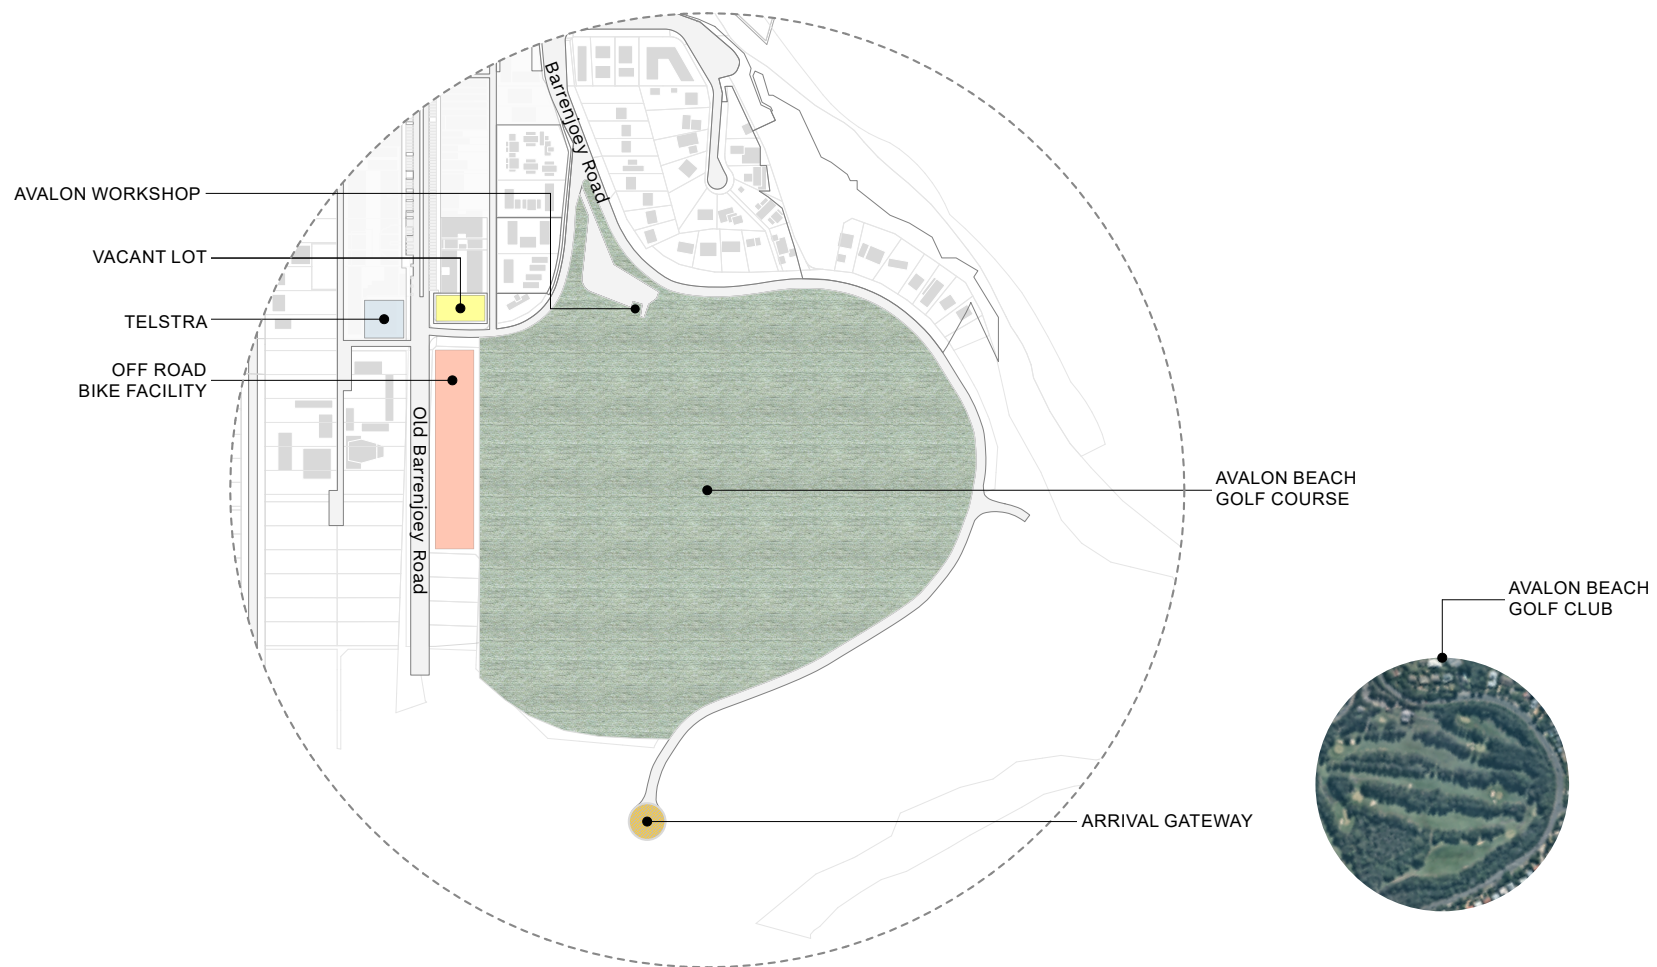 Barrenjoey Road
AVALON WORKSHOP
VACANT LOT
TELSTRA
OFF ROAD
BIKE FACILITY
Old Barrenjoey Road
AVALON BEACH
GOLF COURSE
AVALON BEACH
GOLF CLUB
ARRIVAL GATEWAY